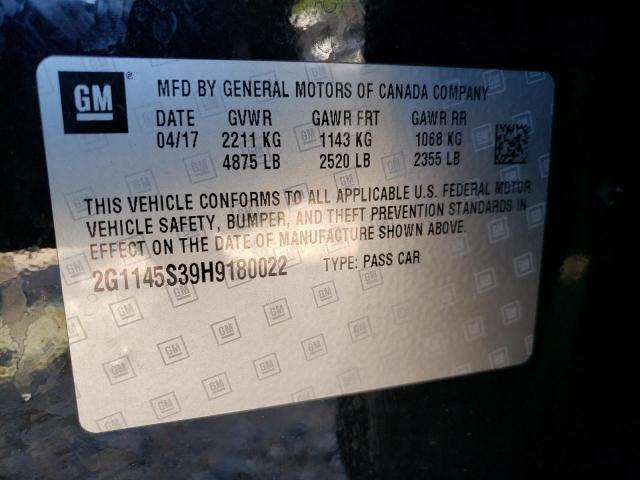 GM ® MFD BY GENERAL MOTORS OF CANADA COMPANY
DATE GVWR GAWR FRT GAWR RR
04/17 2211 KG 1143 KG 1068 KG
4875 LB 2520 LB 2355 LB
THIS VEHICLE CONFORMS TO ALL APPLICABLE U.S. FEDERAL MOTOR
VEHICLE SAFETY, BUMPER, AND THEFT PREVENTION STANDARDS IN
EFFECT ON THE DATE OF MANUFACTURE SHOWN ABOVE.
2G1145S39H9180022 TYPE: PASS CAR